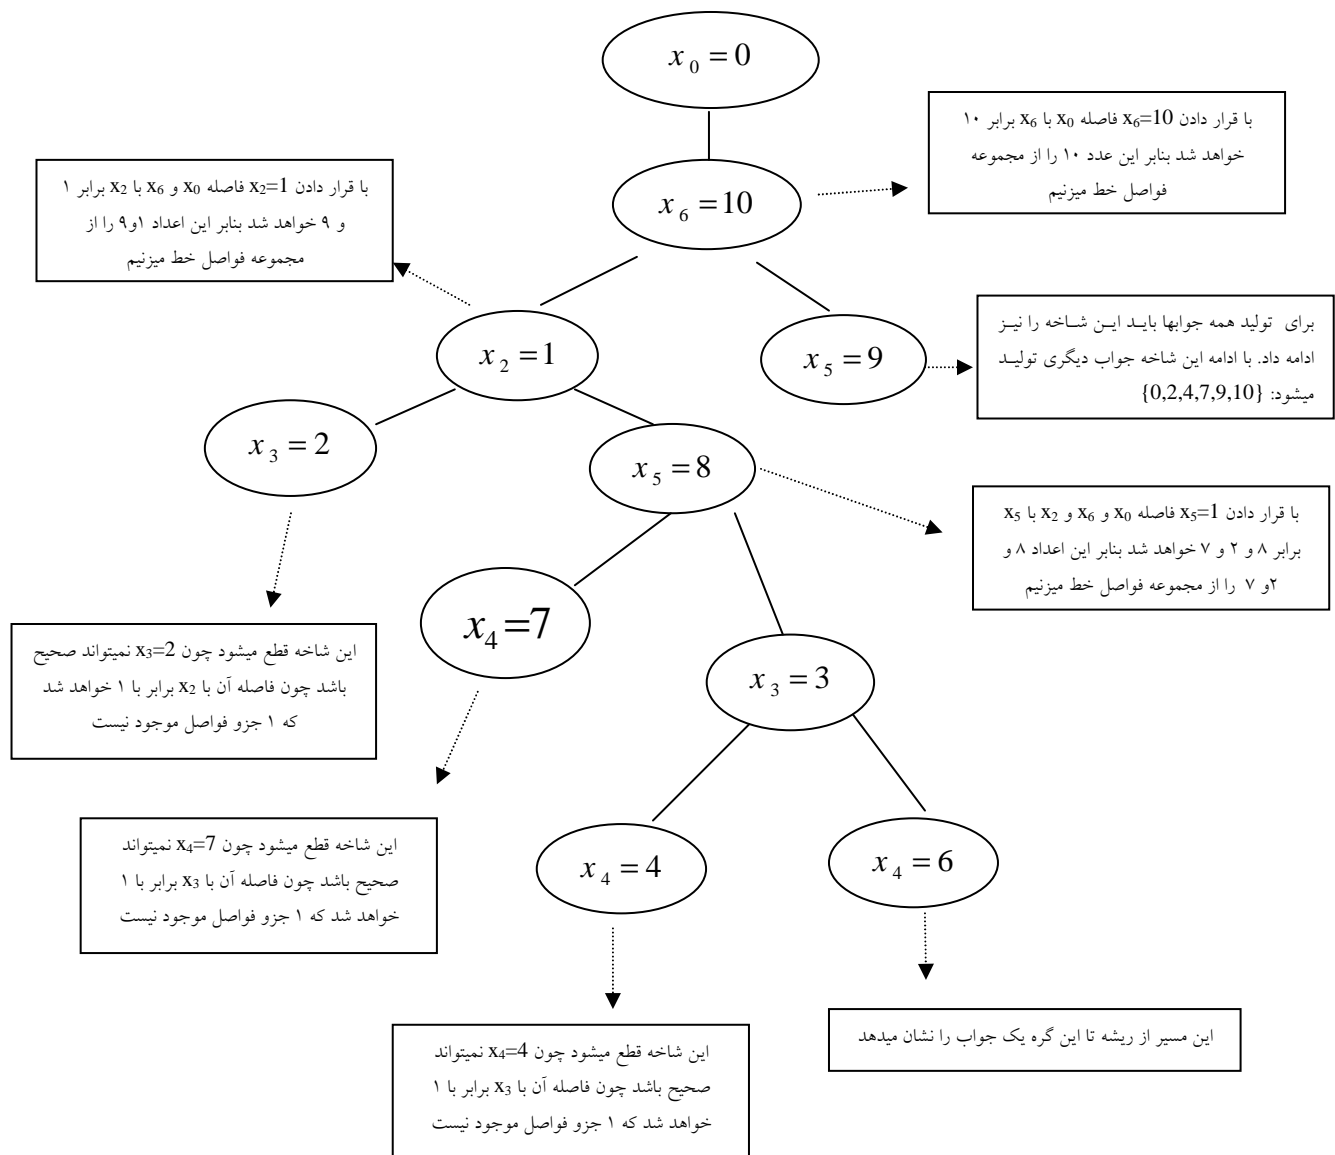 x₀ = 0
با قرار دادن x₆=10 فاصله x₀ با x₆ برابر ۱۰
خواهد شد بنابر این عدد ۱۰ را از مجموعه
فواصل خط میزنیم
x₆ = 10
با قرار دادن x₂=1 فاصله x₀ و x₆ با x₂ برابر ۱
و ۹ خواهد شد بنابر این اعداد ۱و۹ را از
مجموعه فواصل خط میزنیم
x₂ = 1
x₅ = 9
برای تولید همه جوابها بایـد ایـن شـاخه را نیـز
ادامه داد. با ادامه این شاخه جواب دیگری تولیـد
میشود: {0,2,4,7,9,10}
x₃ = 2
x₅ = 8
با قرار دادن x₅=1 فاصله x₀ و x₆ و x₂ با x₅
برابر ۸ و ۲ و ۷ خواهد شد بنابر این اعداد ۸ و
۲و ۷ را از مجموعه فواصل خط میزنیم
x₄=7
x₃ = 3
این شاخه قطع میشود چون x₃=2 نمیتواند صحیح
باشد چون فاصله آن با x₂ برابر با ۱ خواهد شد
که ۱ جزو فواصل موجود نیست
x₄ = 4
x₄ = 6
این شاخه قطع میشود چون x₄=7 نمیتواند
صحیح باشد چون فاصله آن با x₃ برابر با ۱
خواهد شد که ۱ جزو فواصل موجود نیست
این مسیر از ریشه تا این گره یک جواب را نشان میدهد
این شاخه قطع میشود چون x₄=4 نمیتواند
صحیح باشد چون فاصله آن با x₃ برابر با ۱
خواهد شد که ۱ جزو فواصل موجود نیست